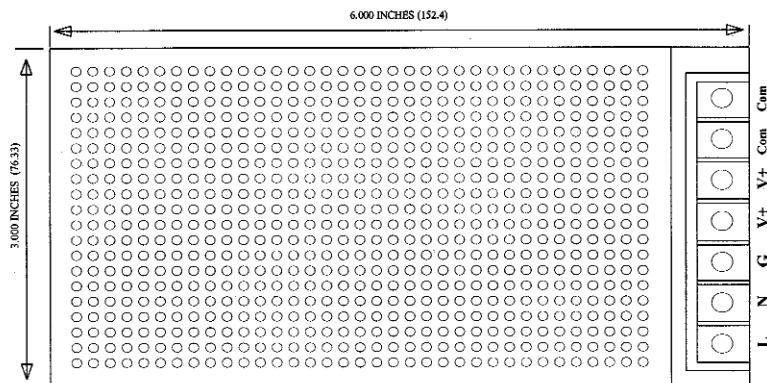 6.000 INCHES (152.4)
3.000 INCHES (76.33)
Com
Com
V+
V+
G
N
L